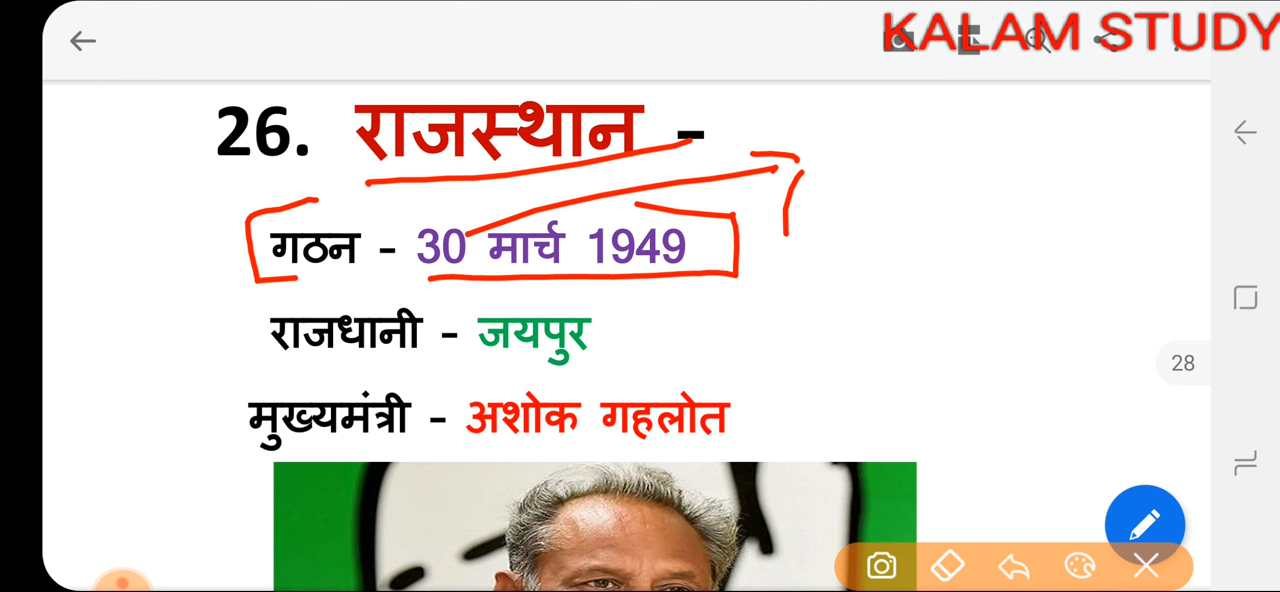 KALAM STUDY
26. राजस्थान -
गठन - 30 मार्च 1949
राजधानी - जयपुर
28
मुख्यमंत्री - अशोक गहलोत